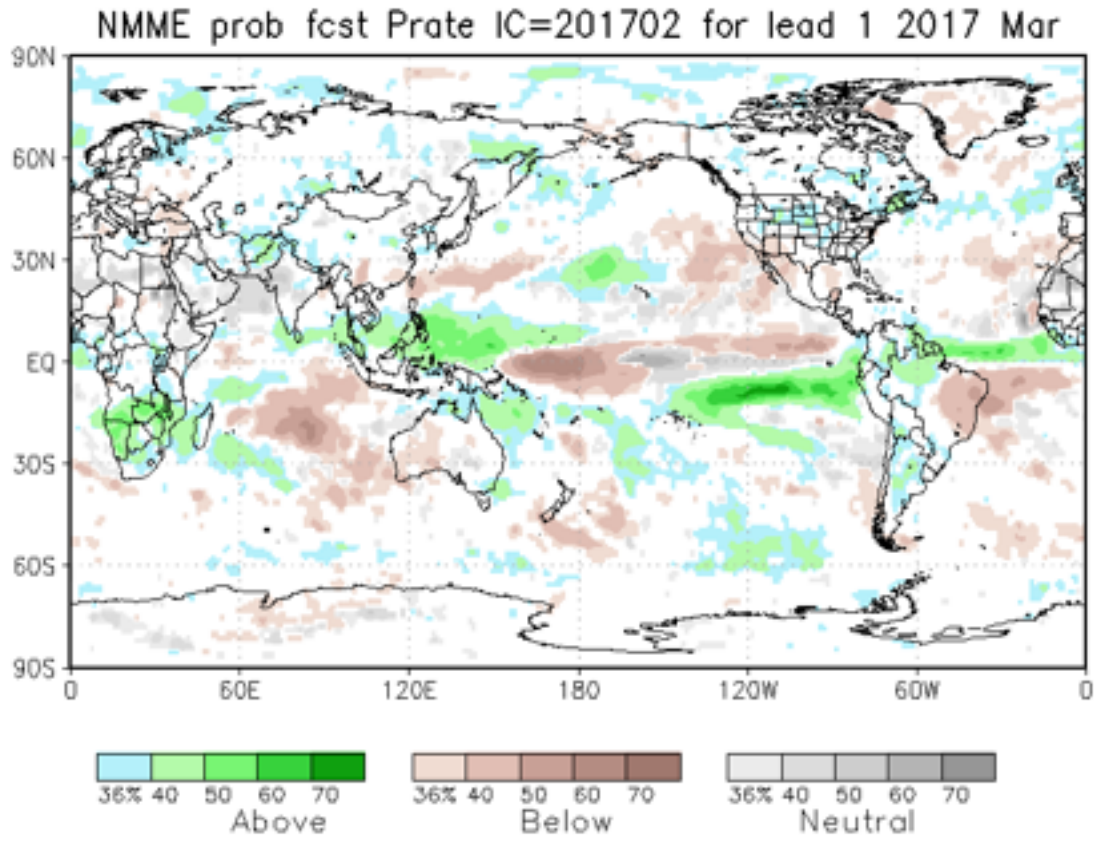 NMME prob fcst Prate IC=201702 for lead 1 2017 Mar
90N
60N
30N
EQ
30S
60S
90S
0 60E 120E 180 120W 60W 0
36% 40 50 60 70 36% 40 50 60 70 36% 40 50 60 70
Above Below Neutral